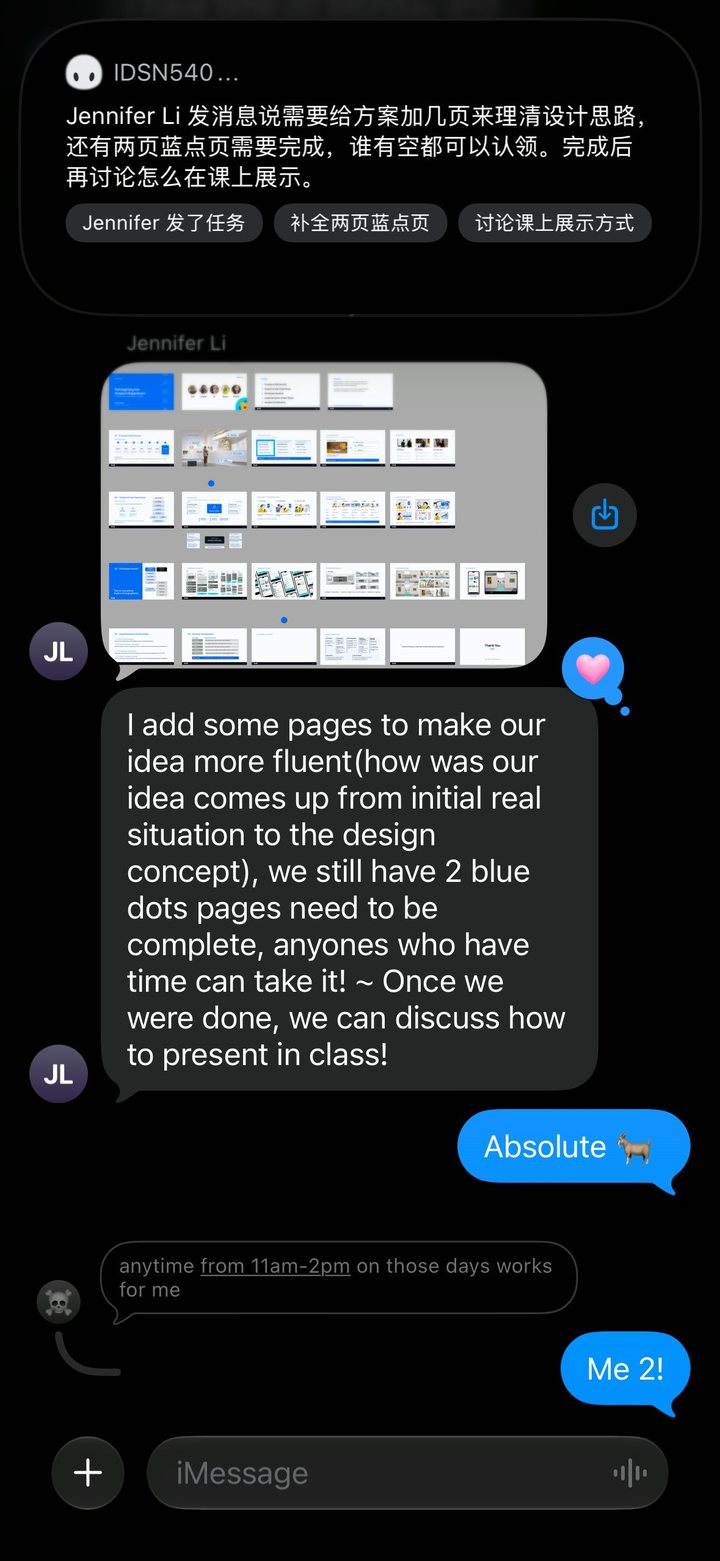 IDSN540...
Jennifer Li 发消息说需要给方案加几页来理清设计思路,
还有两页蓝点页需要完成，谁有空都可以认领。完成后
再讨论怎么在课上展示。
Jennifer 发了任务
补全两页蓝点页
讨论课上展示方式
Jennifer Li
Thank You
JL
I add some pages to make our
idea more fluent(how was our
idea comes up from initial real
situation to the design
concept), we still have 2 blue
dots pages need to be
complete, anyones who have
time can take it! ~ Once we
were done, we can discuss how
to present in class!
JL
Absolute 🐐
anytime from 11am-2pm on those days works
for me
Me 2!
iMessage